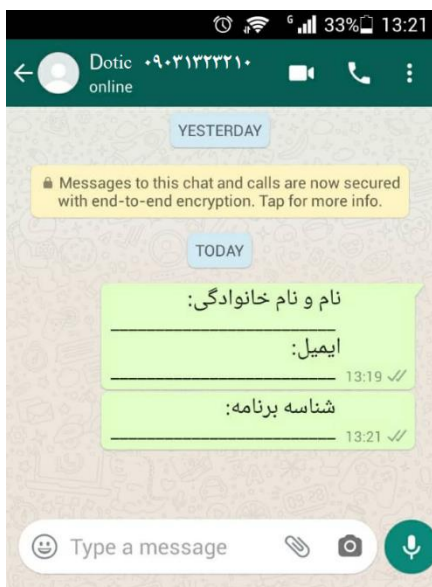 G 33% 13:21
Dotic ۰۹۰۳۱۳۲۳۲۱۰
online
YESTERDAY
Messages to this chat and calls are now secured
with end-to-end encryption. Tap for more info.
TODAY
نام و نام خانوادگی:
ایمیل:
13:19
شناسه برنامه:
13:21
Type a message